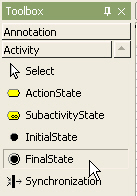 Toolbox
Annotation
Activity
Select
ActionState
SubactivityState
InitialState
FinalState
Synchronization